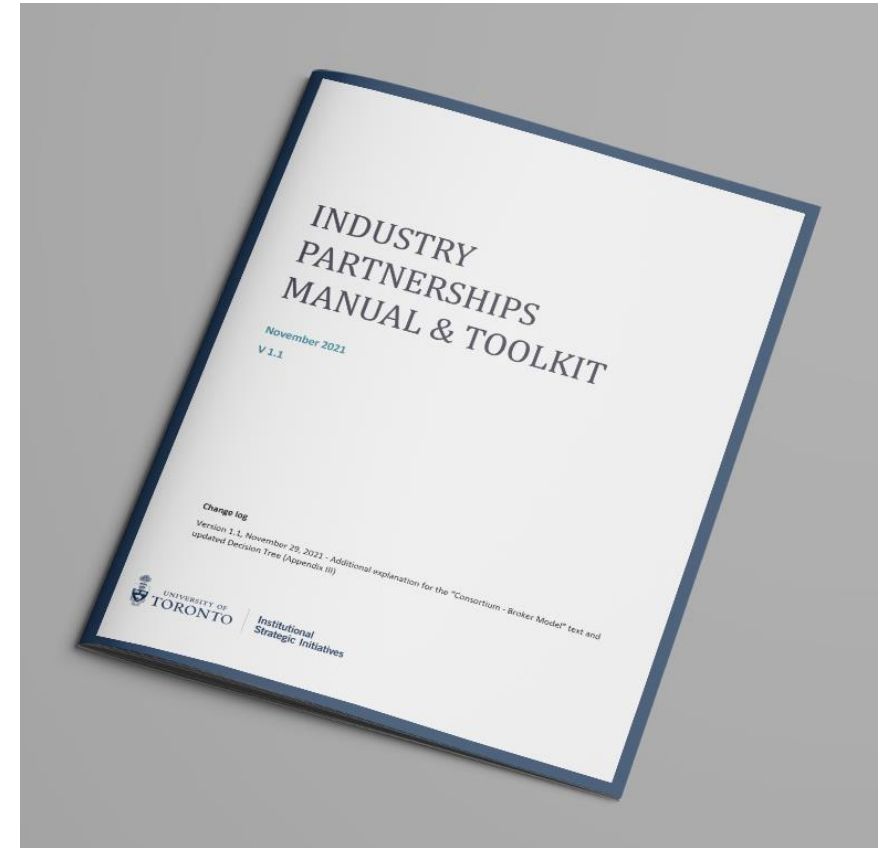 INDUSTRY
PARTNERSHIPS
MANUAL & TOOLKIT
November 2021
V 1.1
Change log
Version 1.1, November 29, 2021 - Additional explanation for the "Consortium - Broker Model" text and
updated Decision Tree (Appendix III)
UNIVERSITY OF
TORONTO
Institutional
Strategic Initiatives